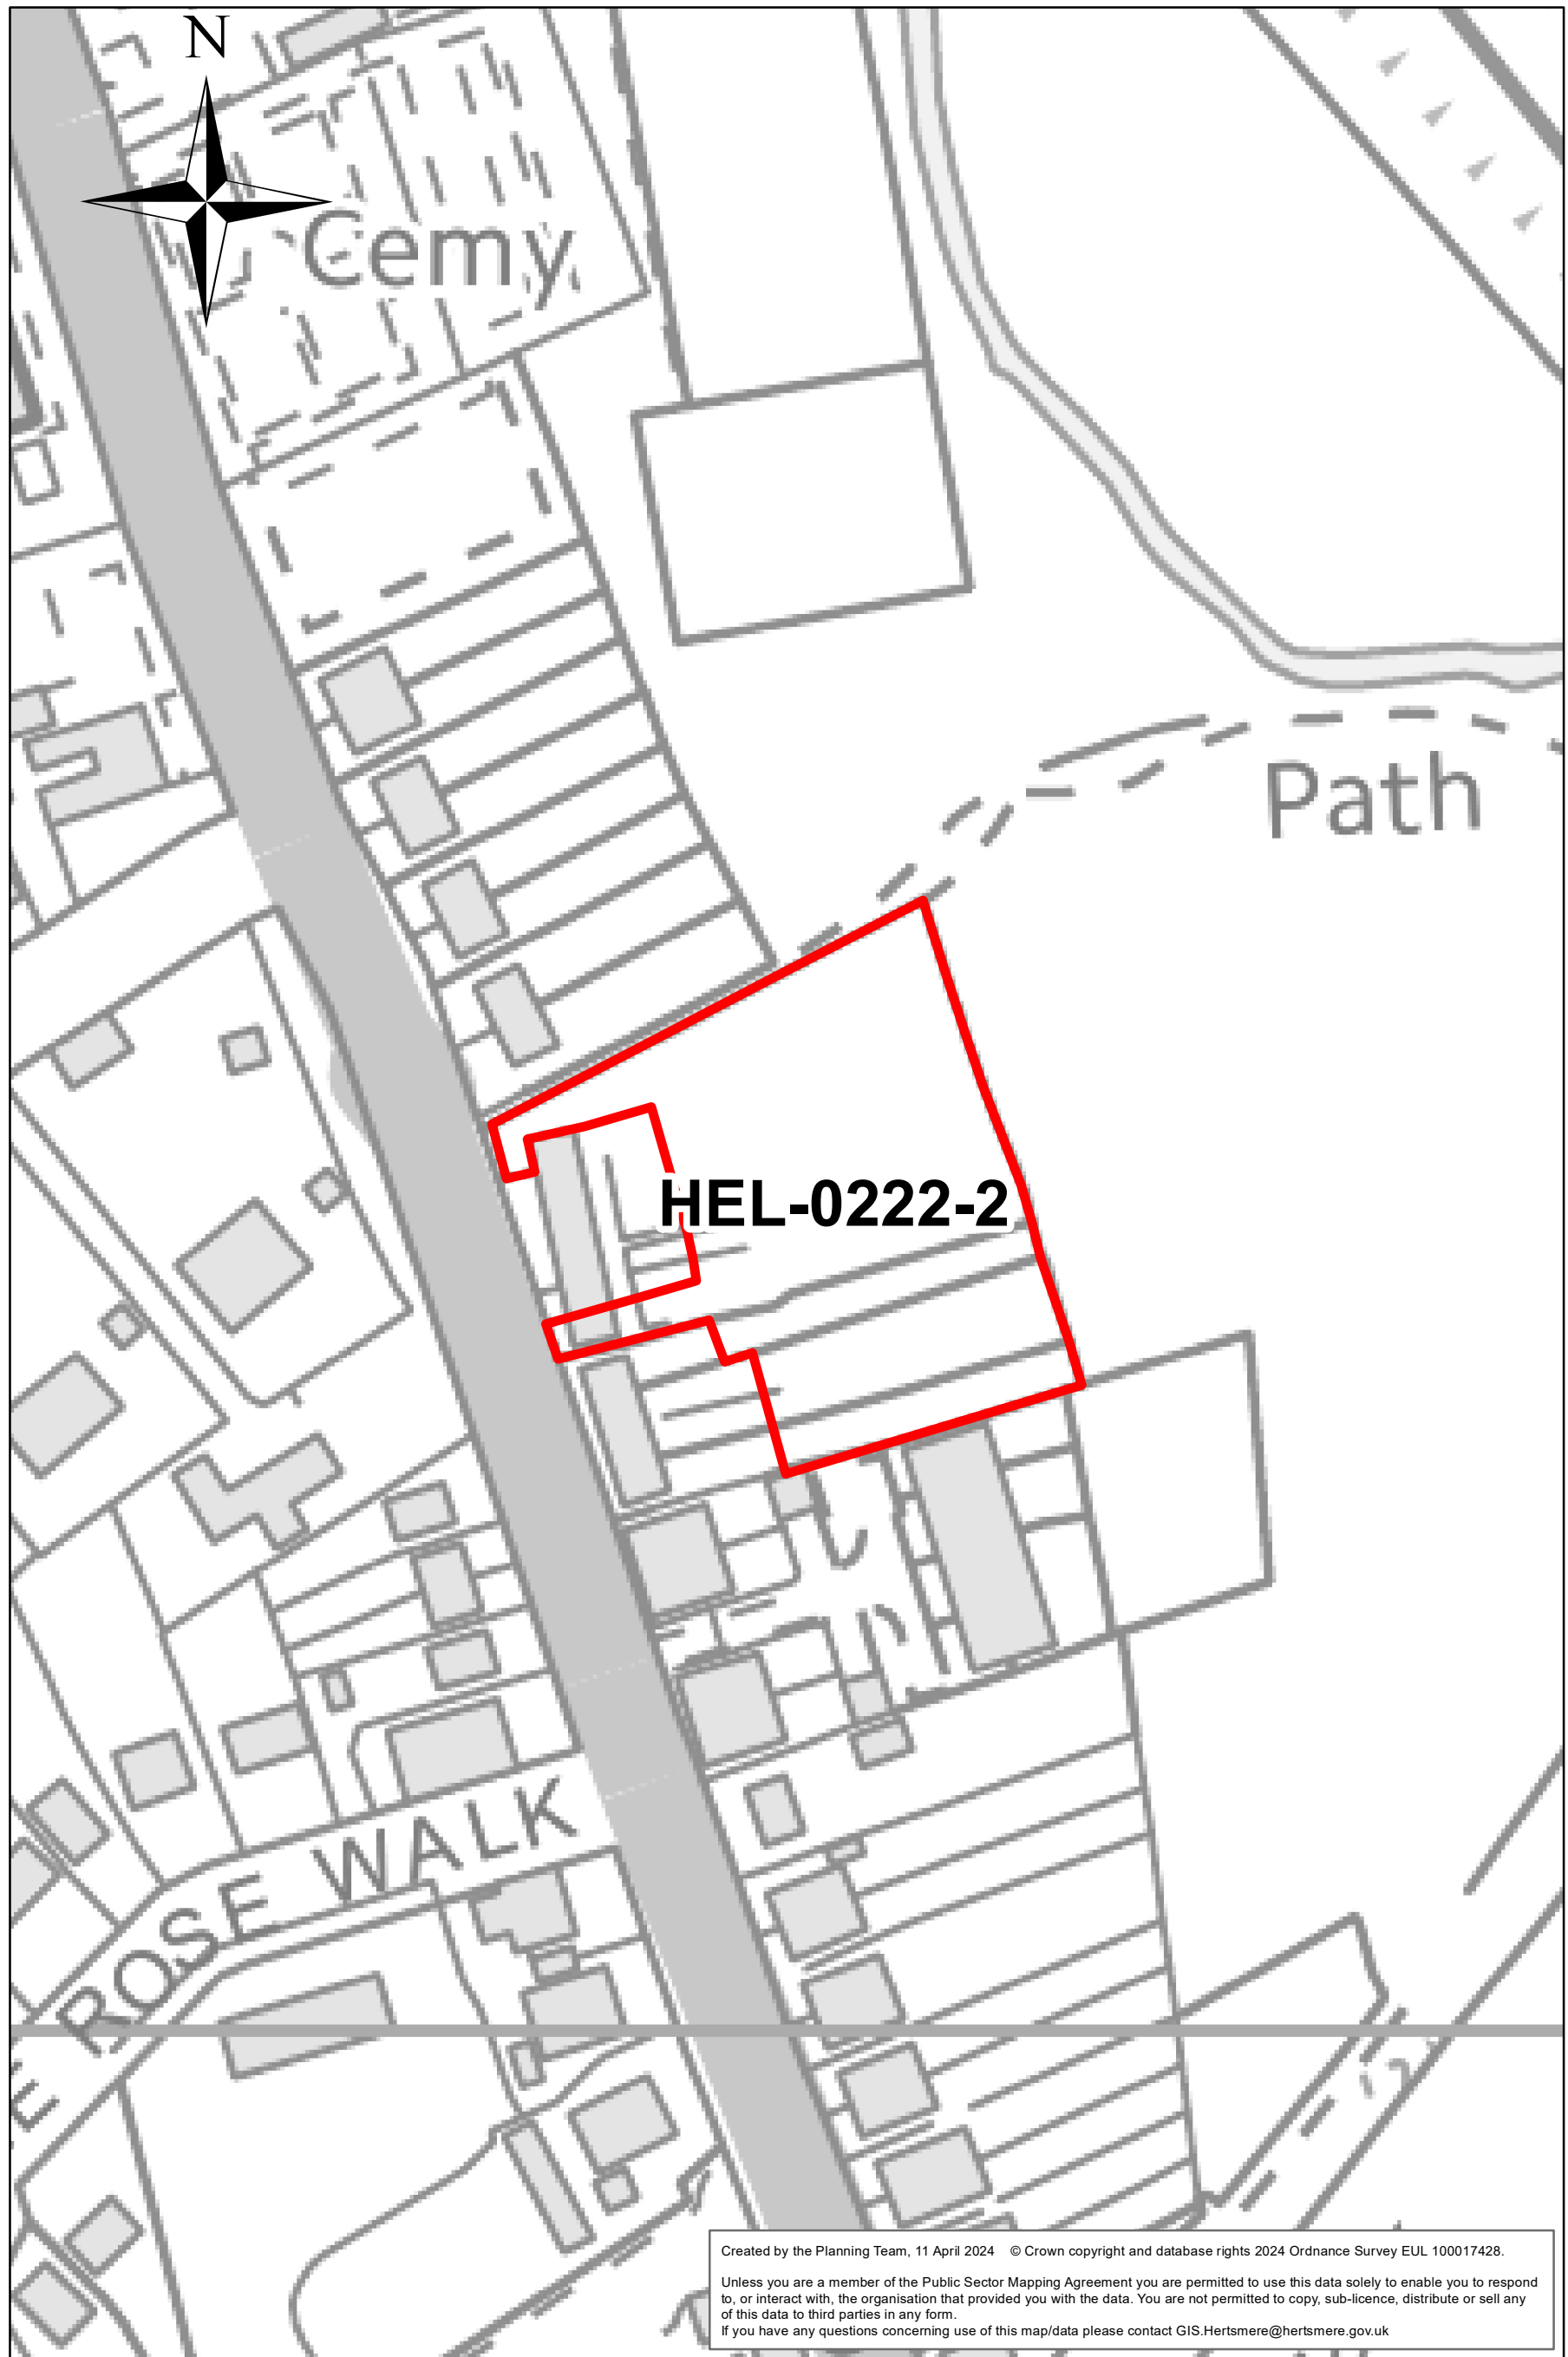 N
Cemy
Path
HEL-0222-2
ROSE WALK
E
Created by the Planning Team, 11 April 2024 © Crown copyright and database rights 2024 Ordnance Survey EUL 100017428.
Unless you are a member of the Public Sector Mapping Agreement you are permitted to use this data solely to enable you to respond
to, or interact with, the organisation that provided you with the data. You are not permitted to copy, sub-licence, distribute or sell any
of this data to third parties in any form.
If you have any questions concerning use of this map/data please contact GIS.Hertsmere@hertsmere.gov.uk